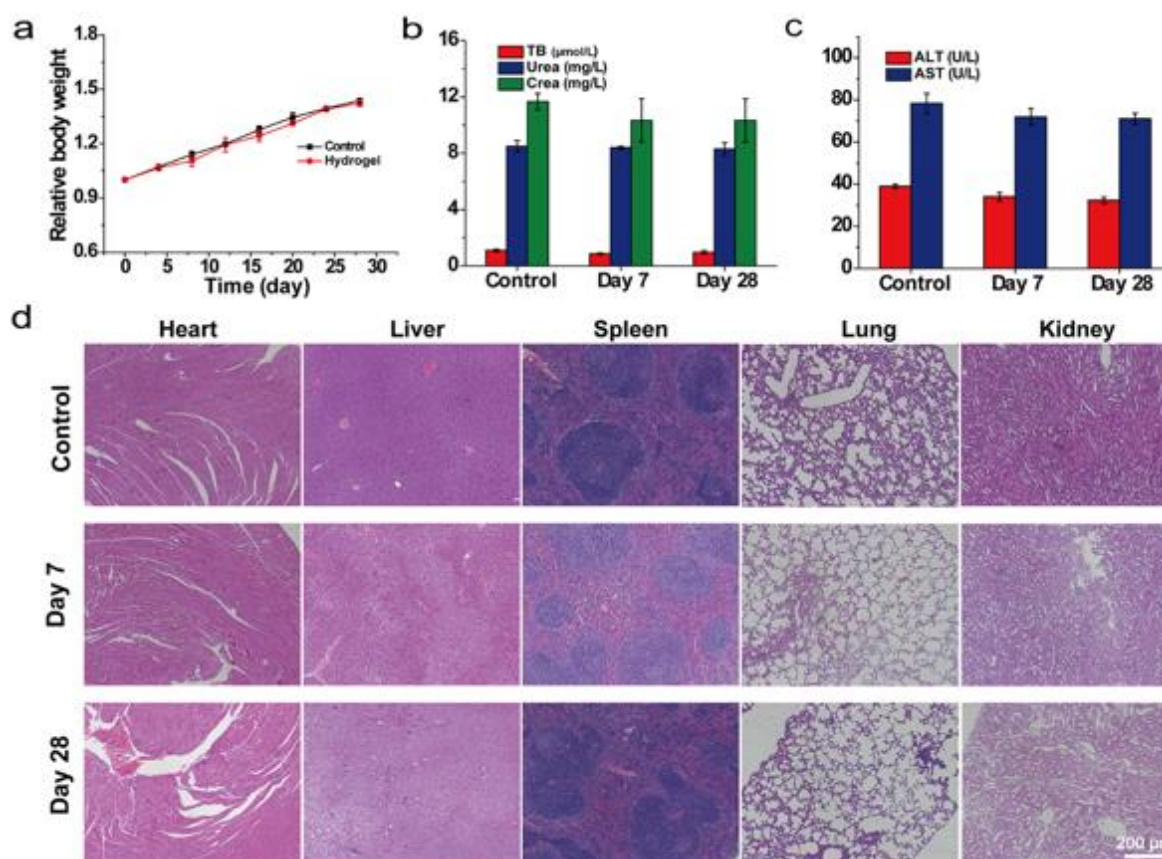 a
1.8
1.5
1.2
0.9
0.6
Relative body weight
Control
Hydrogel
0 5 10 15 20 25 30
Time (day)
b
16
12
8
4
0
TB (μmol/L)
Urea (mg/L)
Crea (mg/L)
Control Day 7 Day 28
c
100
80
60
40
20
0
ALT (U/L)
AST (U/L)
Control Day 7 Day 28
d
Heart Liver Spleen Lung Kidney
Control
Day 7
Day 28